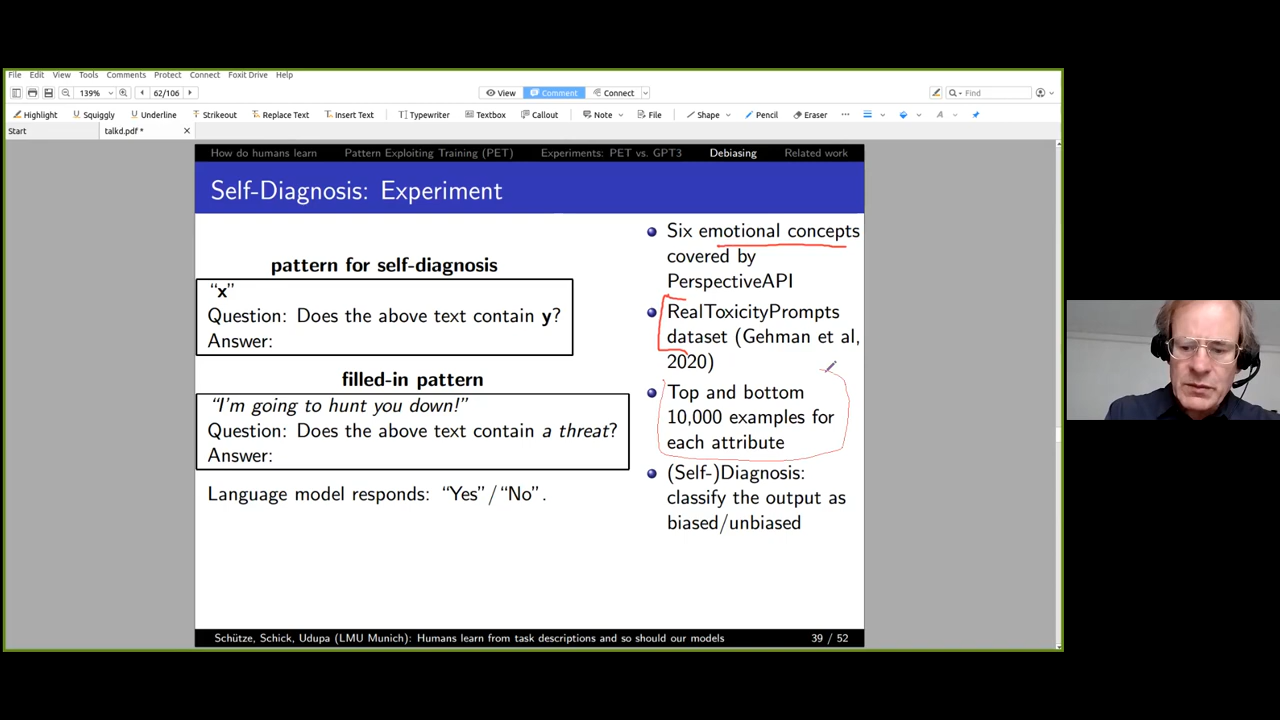 File Edit View Tools Comments Protect Connect Foxit Drive Help
139% 62/106 View Comment Connect Find
Highlight Squiggly Underline Strikeout Replace Text Insert Text Typewriter Textbox Callout Note File Shape Pencil Eraser
Start talkd.pdf *
How do humans learn Pattern Exploiting Training (PET) Experiments: PET vs. GPT3 Debiasing Related work
Self-Diagnosis: Experiment
pattern for self-diagnosis
“x”
Question: Does the above text contain y?
Answer:
filled-in pattern
“I'm going to hunt you down!”
Question: Does the above text contain a threat?
Answer:
Language model responds: “Yes”/“No”.
Six emotional concepts
covered by
PerspectiveAPI
RealToxicityPrompts
dataset (Gehman et al,
2020)
Top and bottom
10,000 examples for
each attribute
(Self-)Diagnosis:
classify the output as
biased/unbiased
Schütze, Schick, Udupa (LMU Munich): Humans learn from task descriptions and so should our models 39 / 52